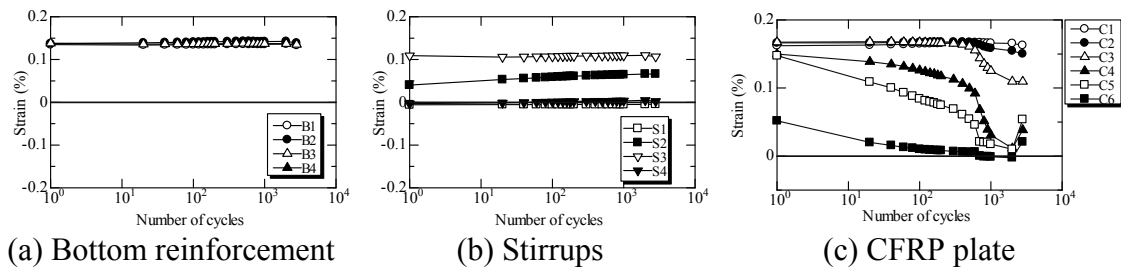 0.2
0.1
0
-0.1
-0.2
Strain (%)
B1
B2
B3
B4
10^0
10^1
10^2
10^3
10^4
Number of cycles
(a) Bottom reinforcement
0.2
0.1
0
-0.1
-0.2
Strain (%)
S1
S2
S3
S4
10^0
10^1
10^2
10^3
10^4
Number of cycles
(b) Stirrups
0.2
0.1
0
Strain (%)
C1
C2
C3
C4
C5
C6
10^0
10^1
10^2
10^3
10^4
Number of cycles
(c) CFRP plate